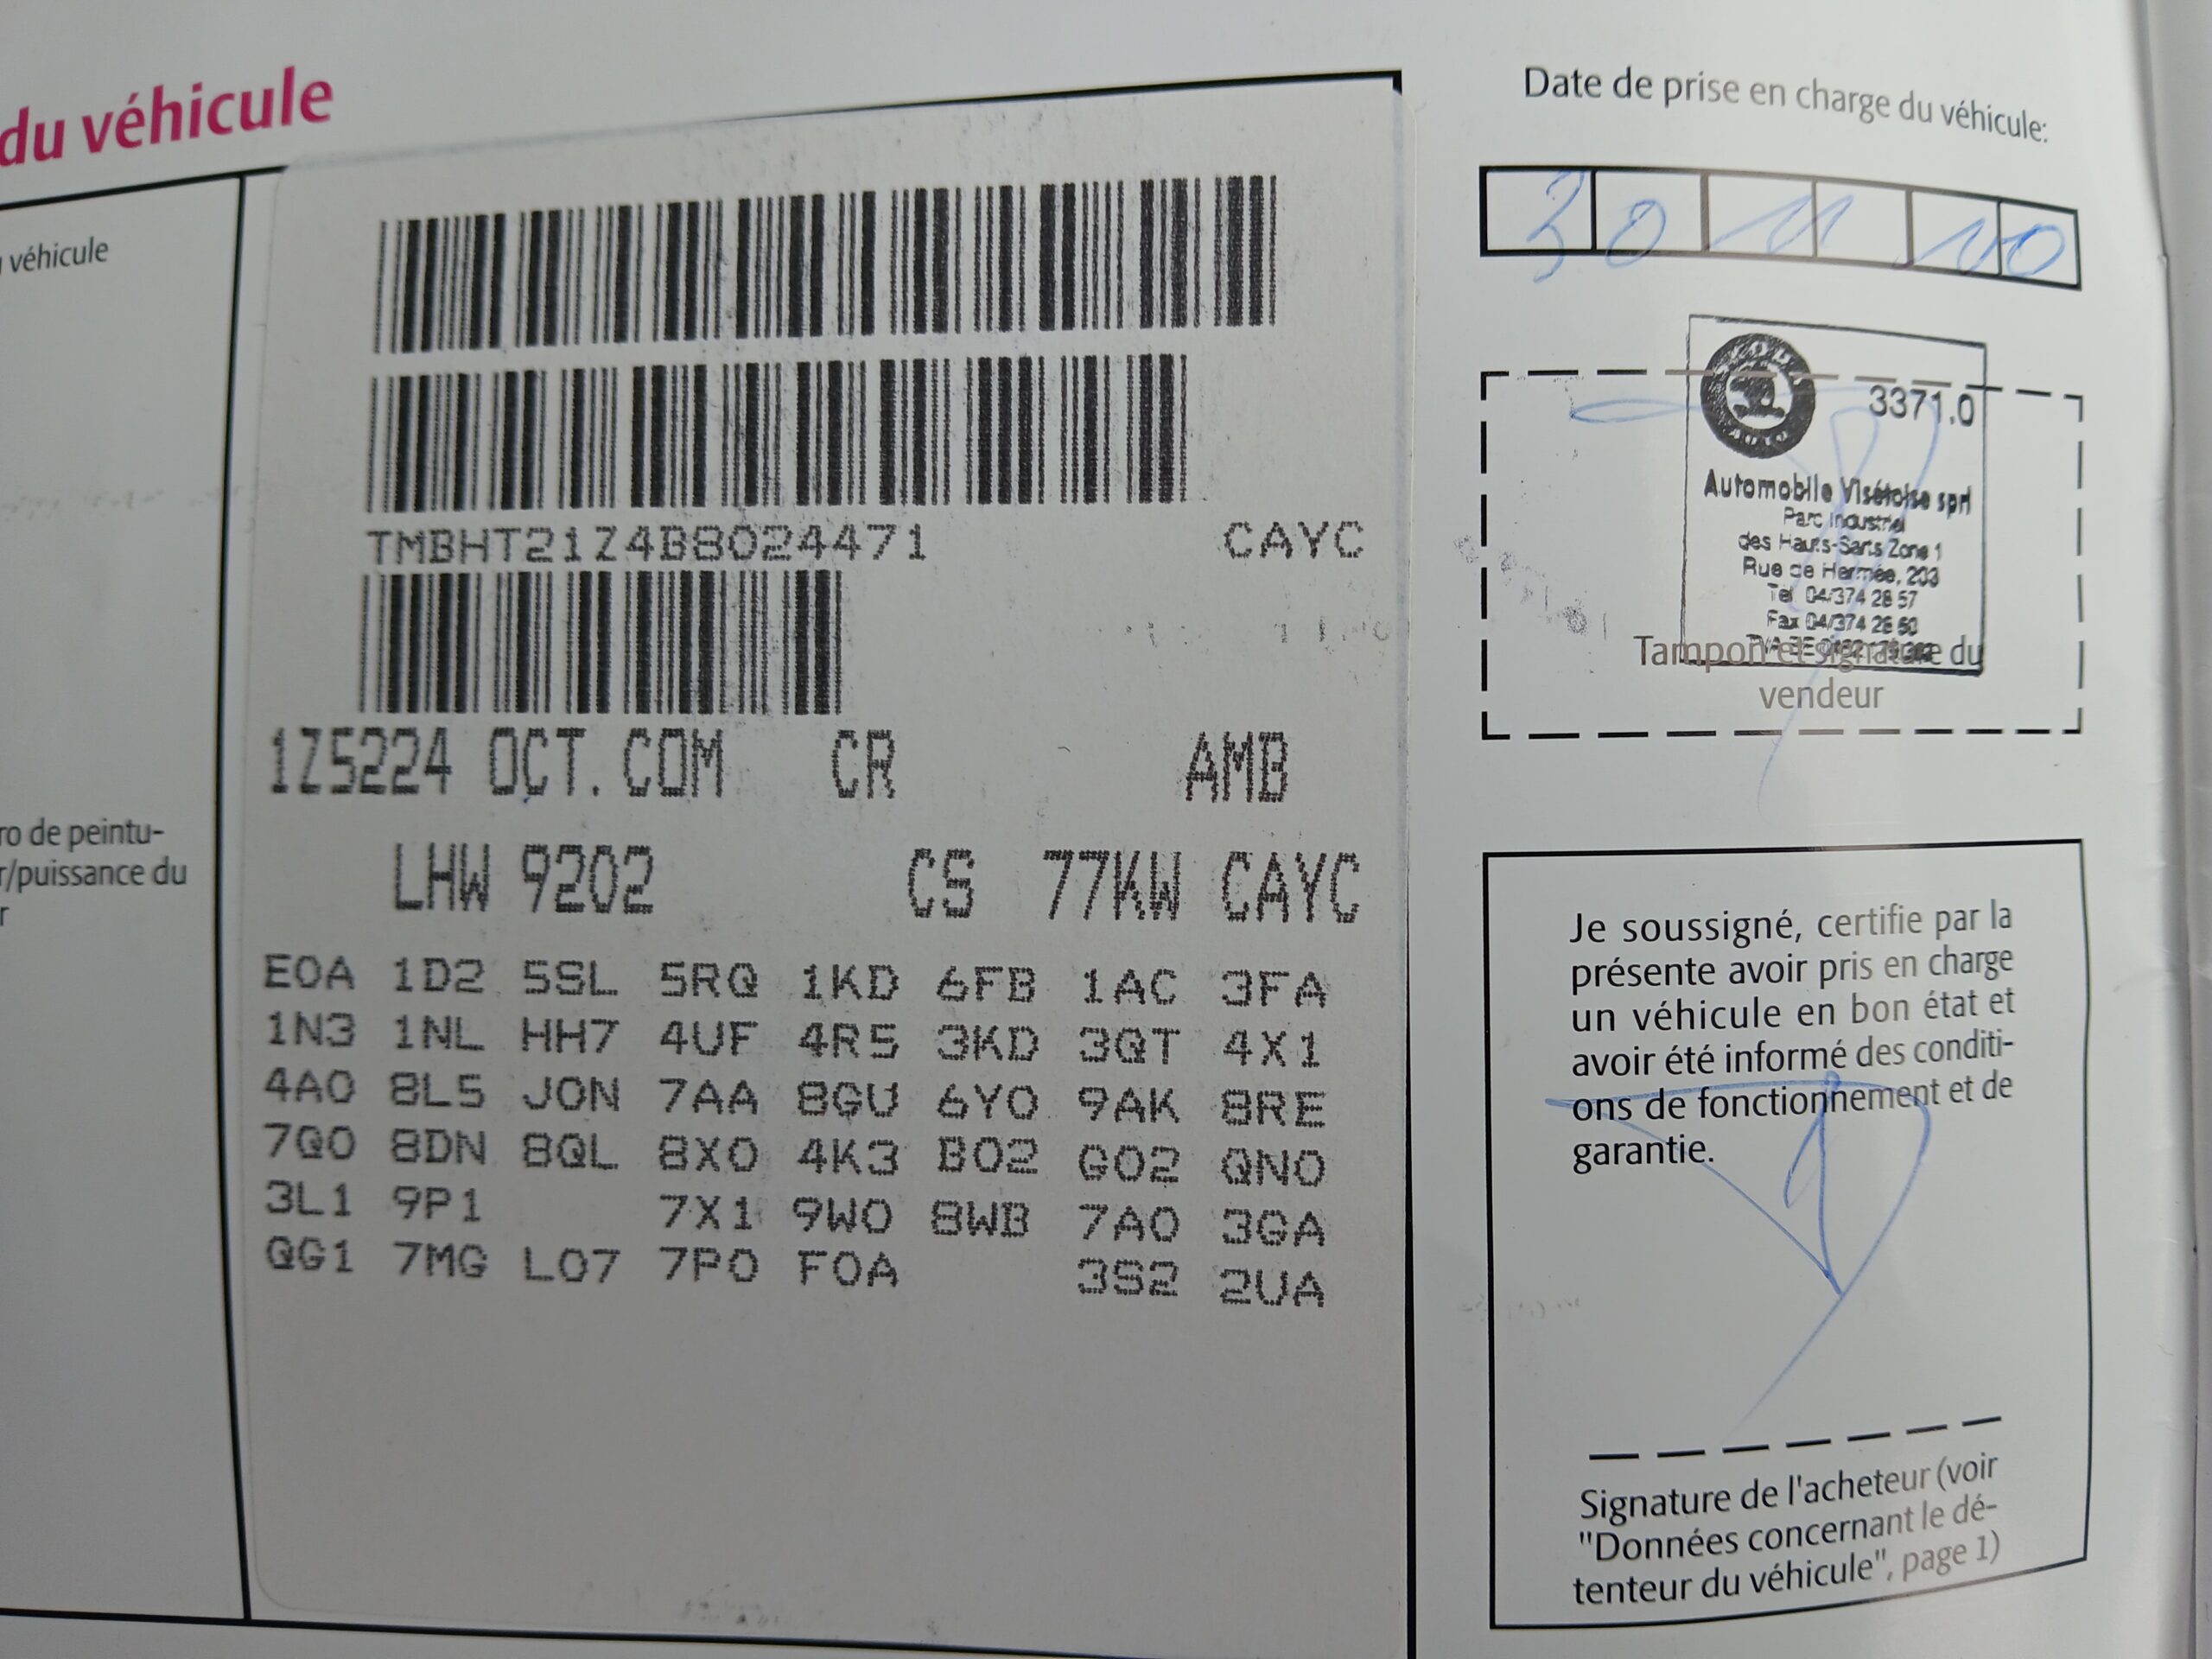 du véhicule
véhicule
ro de peintu-
r/puissance du
r
TMBHT21Z4B8024471 CAYC
1Z5224 OCT.COM CR AMB
LHW 9202 CS 77KW CAYC
E0A 1D2 5SL 5RQ 1KD 6FB 1AC 3FA
1N3 1NL HH7 4UF 4R5 3KD 3QT 4X1
4A0 8L5 J0N 7AA 8GU 6Y0 9AK 8RE
7Q0 8DN 8QL 8X0 4K3 B02 G02 QN0
3L1 9P1 7X1 9W0 8WB 7A0 3GA
QG1 7MG L07 7P0 F0A 3S2 2UA
Date de prise en charge du véhicule:
30 11 10
SKODA
AUTO
3371.0
Automobile Visétoise sprl
Parc Industriel
des Hauts-Sarts Zone 1
Rue de Hermée, 203
Tel 04/374 28 57
Fax 04/374 26 50
Tampon et signature du
vendeur
Je soussigné, certifie par la
présente avoir pris en charge
un véhicule en bon état et
avoir été informé des conditi-
ons de fonctionnement et de
garantie.
Signature de l'acheteur (voir
"Données concernant le dé-
tenteur du véhicule", page 1)